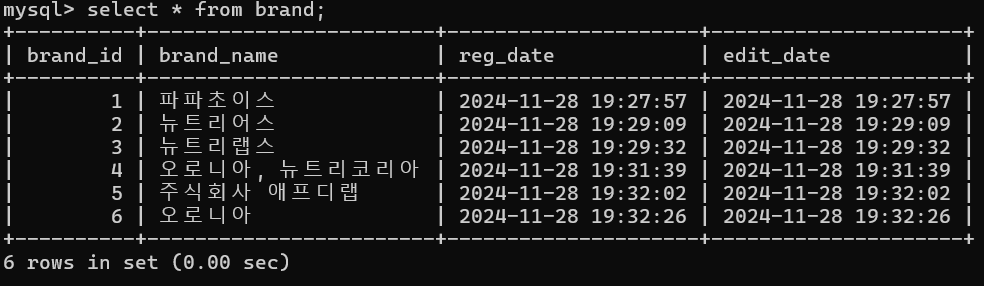 mysql> select * from brand;
+----------+-----------------------+---------------------+---------------------+
| brand_id | brand_name            | reg_date            | edit_date           |
+----------+-----------------------+---------------------+---------------------+
|        1 | 파파초이스 | 2024-11-28 19:27:57 | 2024-11-28 19:27:57 |
|        2 | 뉴트리어스 | 2024-11-28 19:29:09 | 2024-11-28 19:29:09 |
|        3 | 뉴트리랩스 | 2024-11-28 19:29:32 | 2024-11-28 19:29:32 |
|        4 | 오로니아, 뉴트리코리아 | 2024-11-28 19:31:39 | 2024-11-28 19:31:39 |
|        5 | 주식회사 애프디랩 | 2024-11-28 19:32:02 | 2024-11-28 19:32:02 |
|        6 | 오로니아 | 2024-11-28 19:32:26 | 2024-11-28 19:32:26 |
+----------+-----------------------+---------------------+---------------------+
6 rows in set (0.00 sec)